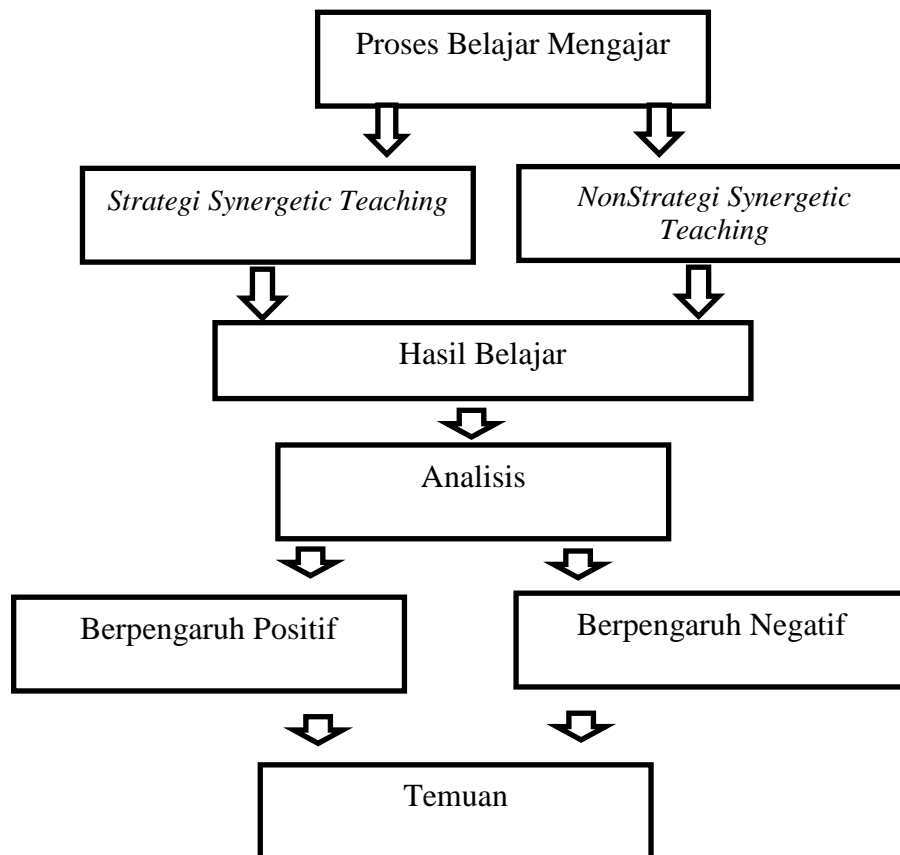 Proses Belajar Mengajar
Strategi Synergetic Teaching
NonStrategi Synergetic
Teaching
Hasil Belajar
Analisis
Berpengaruh Positif
Berpengaruh Negatif
Temuan